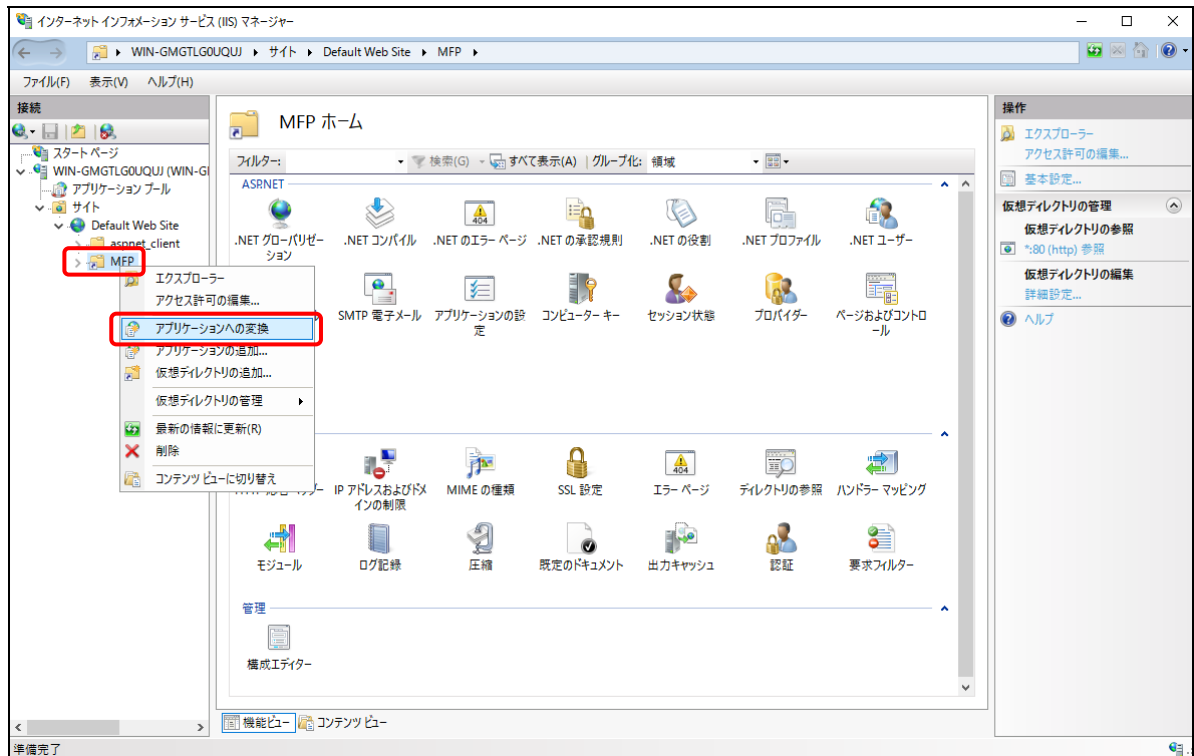 インターネット インフォメーション サービス (IIS) マネージャー
WIN-GMGTLG0UQUJ ▸ サイト ▸ Default Web Site ▸ MFP ▸
ファイル(F) 表示(V) ヘルプ(H)
接続
スタート ページ
WIN-GMGTLG0UQUJ (WIN-G
アプリケーション プール
サイト
Default Web Site
aspnet_client
MFP
エクスプローラー
アクセス許可の編集...
アプリケーションへの変換
アプリケーションの追加...
仮想ディレクトリの追加...
仮想ディレクトリの管理
最新の情報に更新(R)
削除
コンテンツ ビューに切り替え
MFP ホーム
フィルター: 検索(G) すべて表示(A) グループ化: 領域
ASP.NET
.NET グローバリゼーション
.NET コンパイル
.NET のエラー ページ
.NET の承認規則
.NET の役割
.NET プロファイル
.NET ユーザー
SMTP 電子メール
アプリケーションの設定
コンピューター キー
セッション状態
プロバイダー
ページおよびコントロール
IP アドレスおよびドメインの制限
MIME の種類
SSL 設定
エラー ページ
ディレクトリの参照
ハンドラー マッピング
モジュール
ログ記録
圧縮
既定のドキュメント
出力キャッシュ
認証
要求フィルター
管理
構成エディター
機能ビュー コンテンツ ビュー
操作
エクスプローラー
アクセス許可の編集...
基本設定...
仮想ディレクトリの管理
仮想ディレクトリの参照
*:80 (http) 参照
仮想ディレクトリの編集
詳細設定...
ヘルプ
準備完了